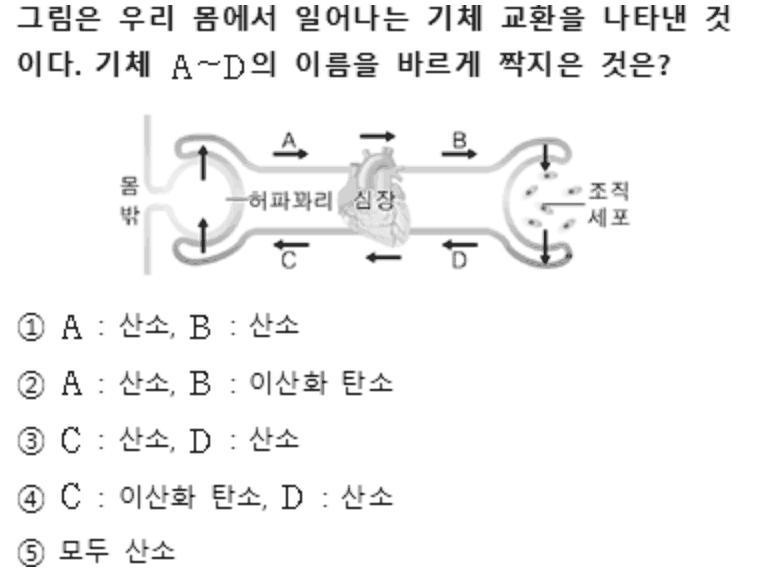 그림은 우리 몸에서 일어나는 기체 교환을 나타낸 것
이다. 기체 A~D의 이름을 바르게 짝지은 것은?
A
B
몸
밖
허파꽈리
심장
조직
세포
C
D
① A : 산소, B : 산소
② A : 산소, B : 이산화 탄소
③ C : 산소, D : 산소
④ C : 이산화 탄소, D : 산소
⑤ 모두 산소